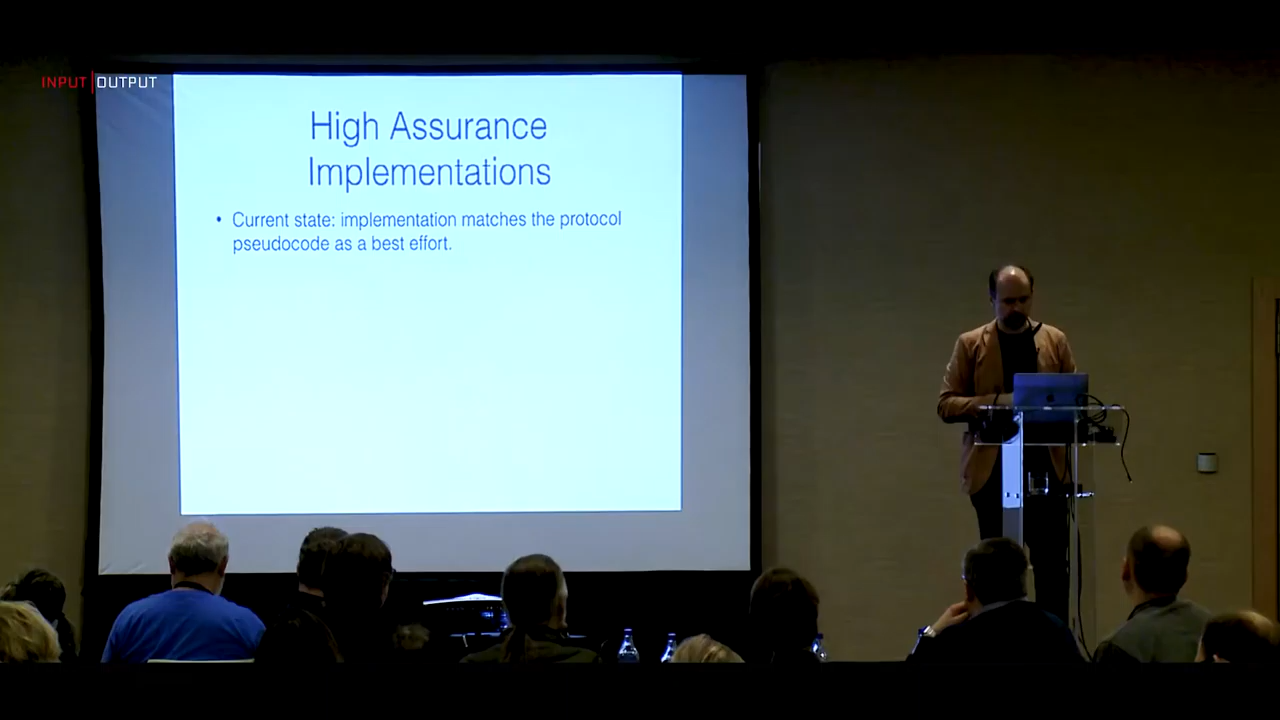 INPUT|OUTPUT
High Assurance
Implementations
• Current state: implementation matches the protocol
pseudocode as a best effort.